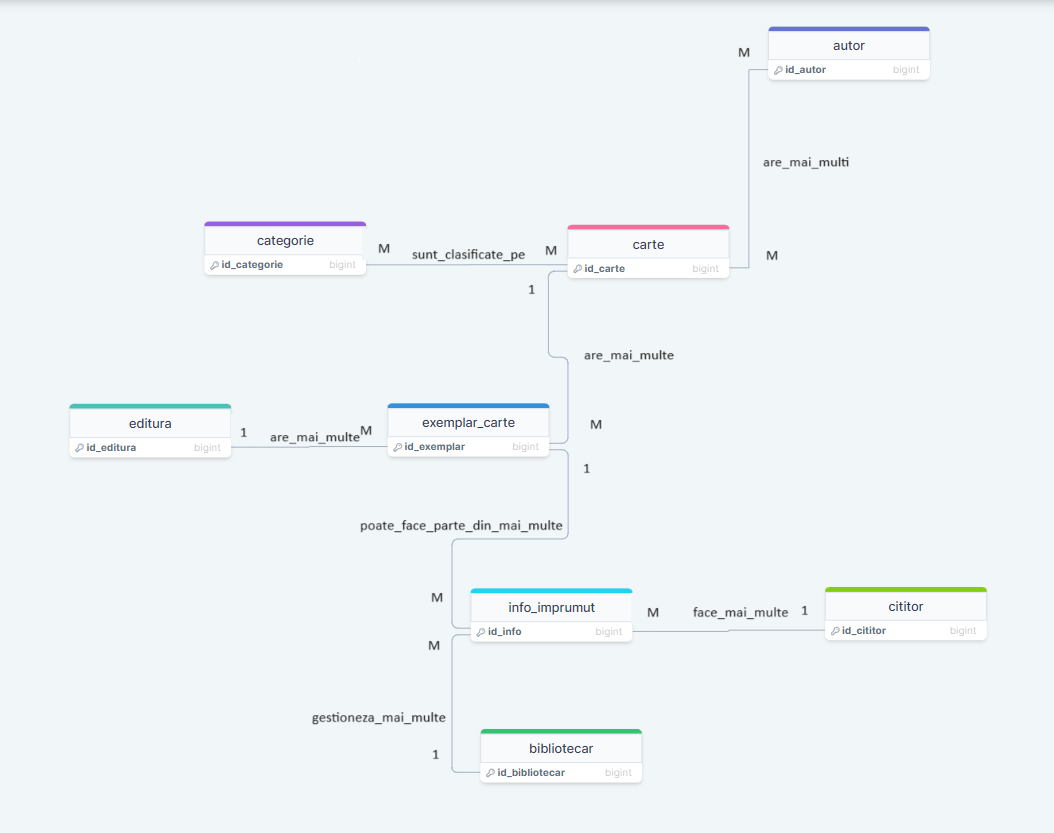 autor
M
id_autor bigint
are_mai_multi
categorie
carte
M
M
sunt_clasificate_pe
M
id_categorie bigint
id_carte bigint
1
are_mai_multe
editura
exemplar_carte
M
1
M
are_mai_multe
id_editura bigint
id_exemplar bigint
1
poate_face_parte_din_mai_multe
M
info_imprumut
cititor
M
face_mai_multe
1
id_info bigint
id_cititor bigint
M
gestioneza_mai_multe
bibliotecar
1
id_bibliotecar bigint